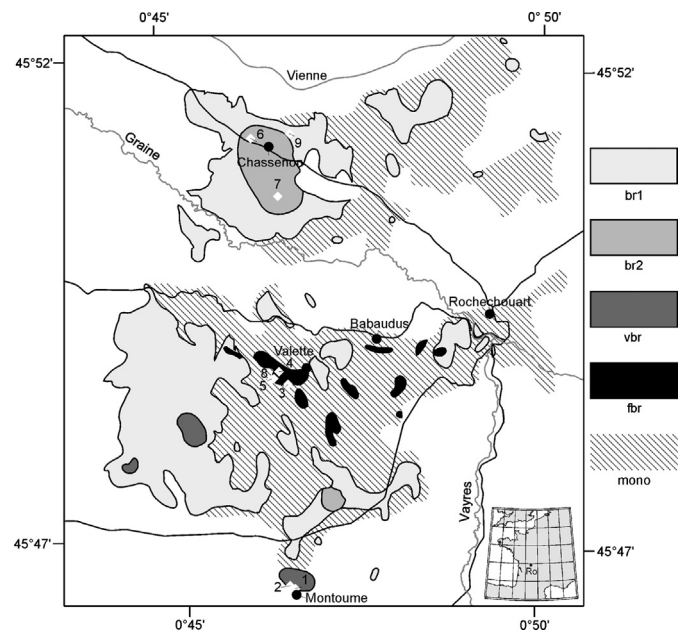 0° 45' 0° 50'
45°52'
45° 52'
Vienne
Graine
6
9
Chassenon
7
br1
br2
Rochechouart
Babaudus
vbr
Valette
4
8
5 3
fbr
mono
Vayres
45°47'
45°47'
Ro
1
2
Montoume
0°45' 0° 50'